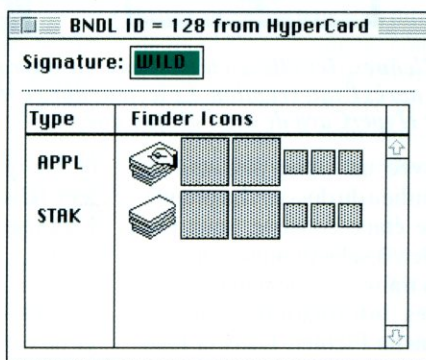 BNDL ID = 128 from HyperCard
Signature: WILD
Type Finder Icons
APPL
STAK